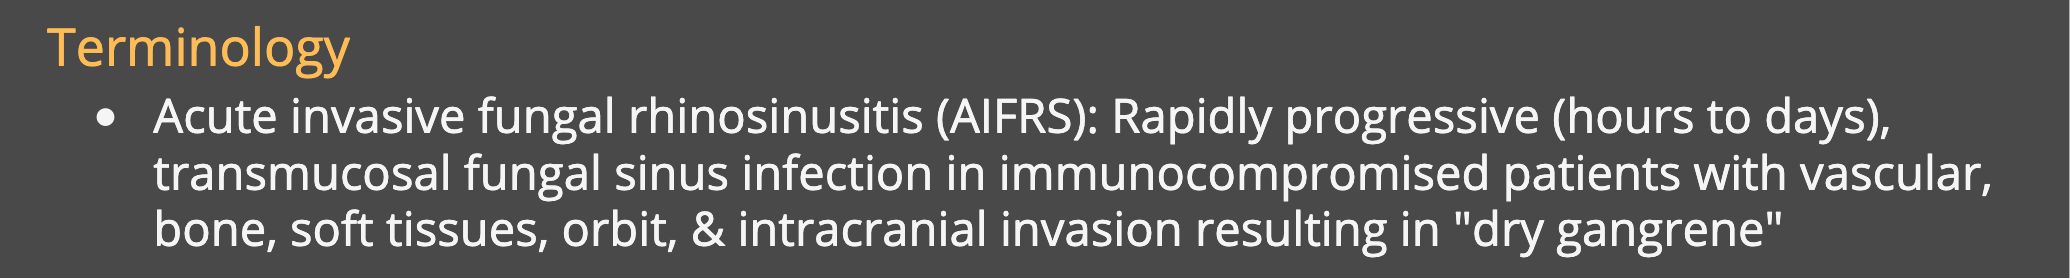 Terminology
• Acute invasive fungal rhinosinusitis (AIFRS): Rapidly progressive (hours to days),
transmucosal fungal sinus infection in immunocompromised patients with vascular,
bone, soft tissues, orbit, & intracranial invasion resulting in "dry gangrene"